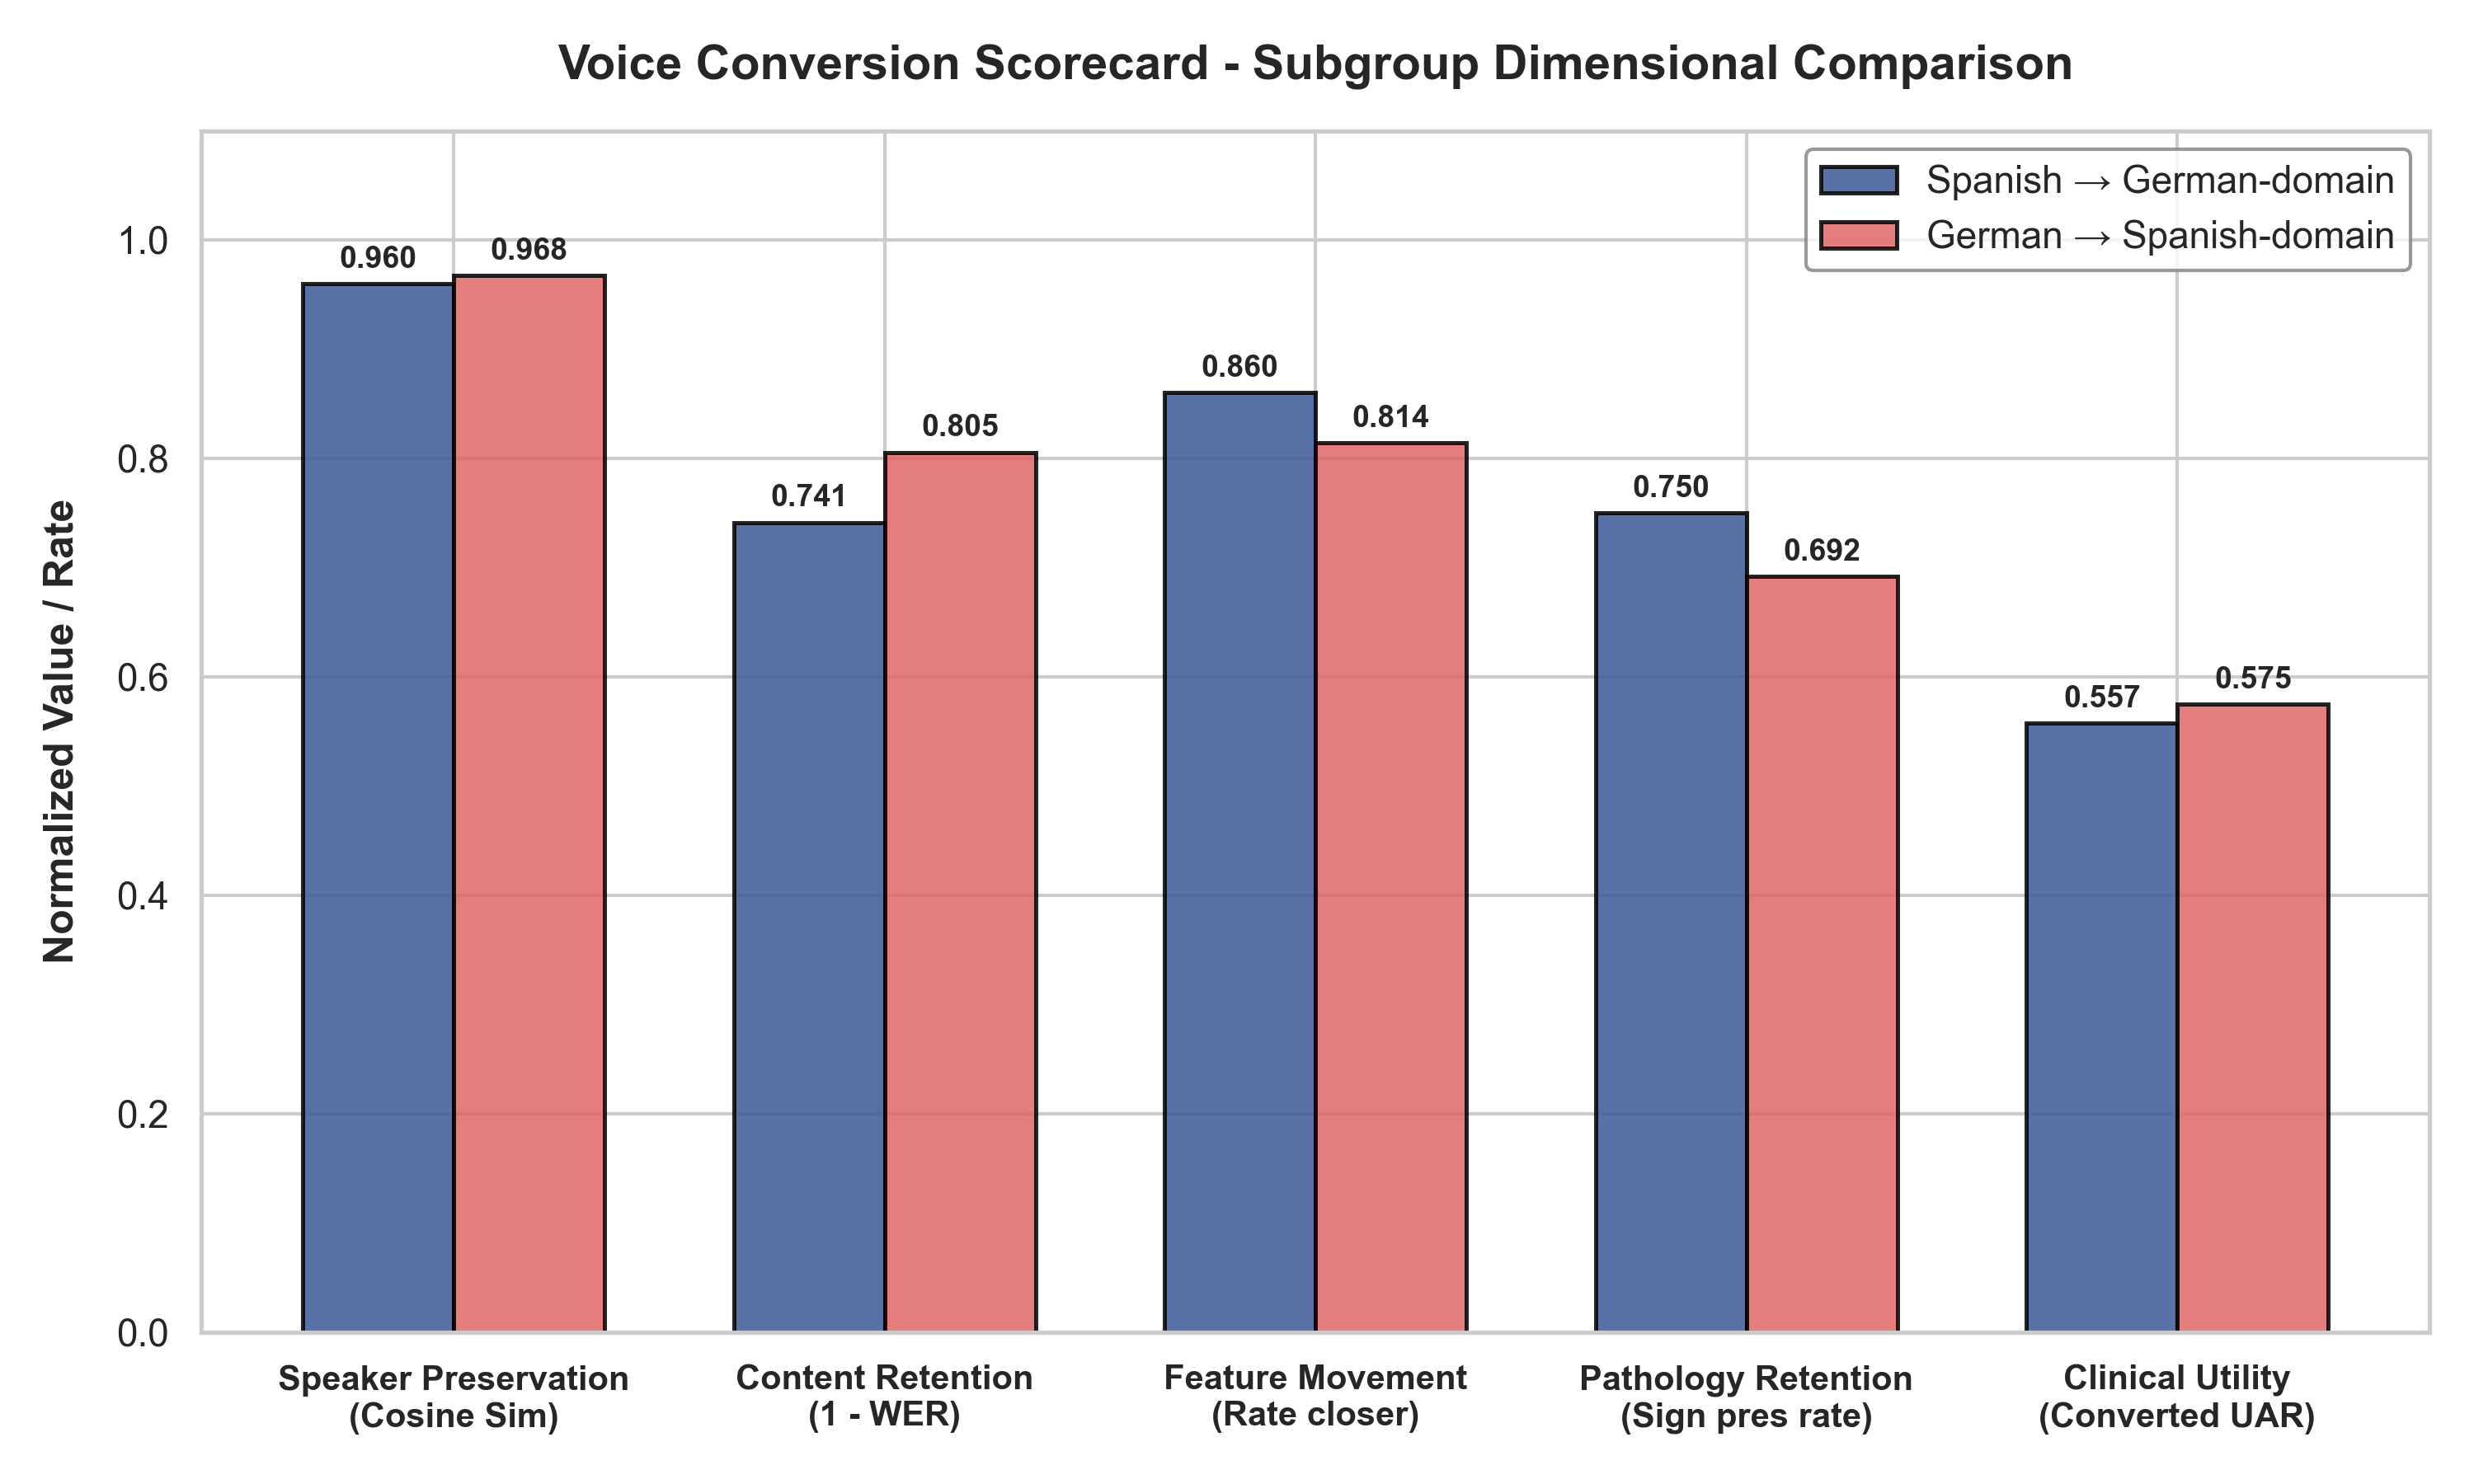 Voice Conversion Scorecard - Subgroup Dimensional Comparison
Spanish → German-domain
German → Spanish-domain
Normalized Value / Rate
1.0
0.8
0.6
0.4
0.2
0.0
0.960
0.968
0.741
0.805
0.860
0.814
0.750
0.692
0.557
0.575
Speaker Preservation
(Cosine Sim)
Content Retention
(1 - WER)
Feature Movement
(Rate closer)
Pathology Retention
(Sign pres rate)
Clinical Utility
(Converted UAR)